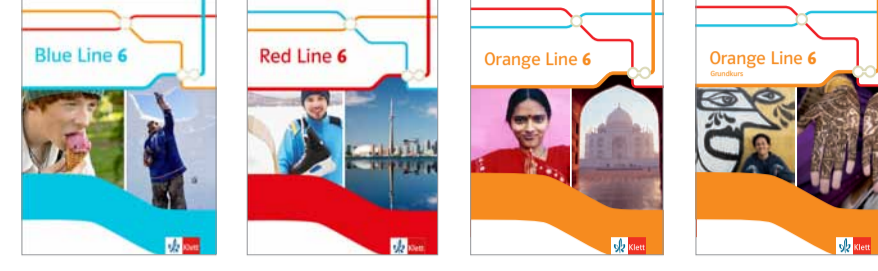 Blue Line 6
Klett
Red Line 6
Klett
Orange Line 6
Klett
Orange Line 6
Grundkurs
Klett